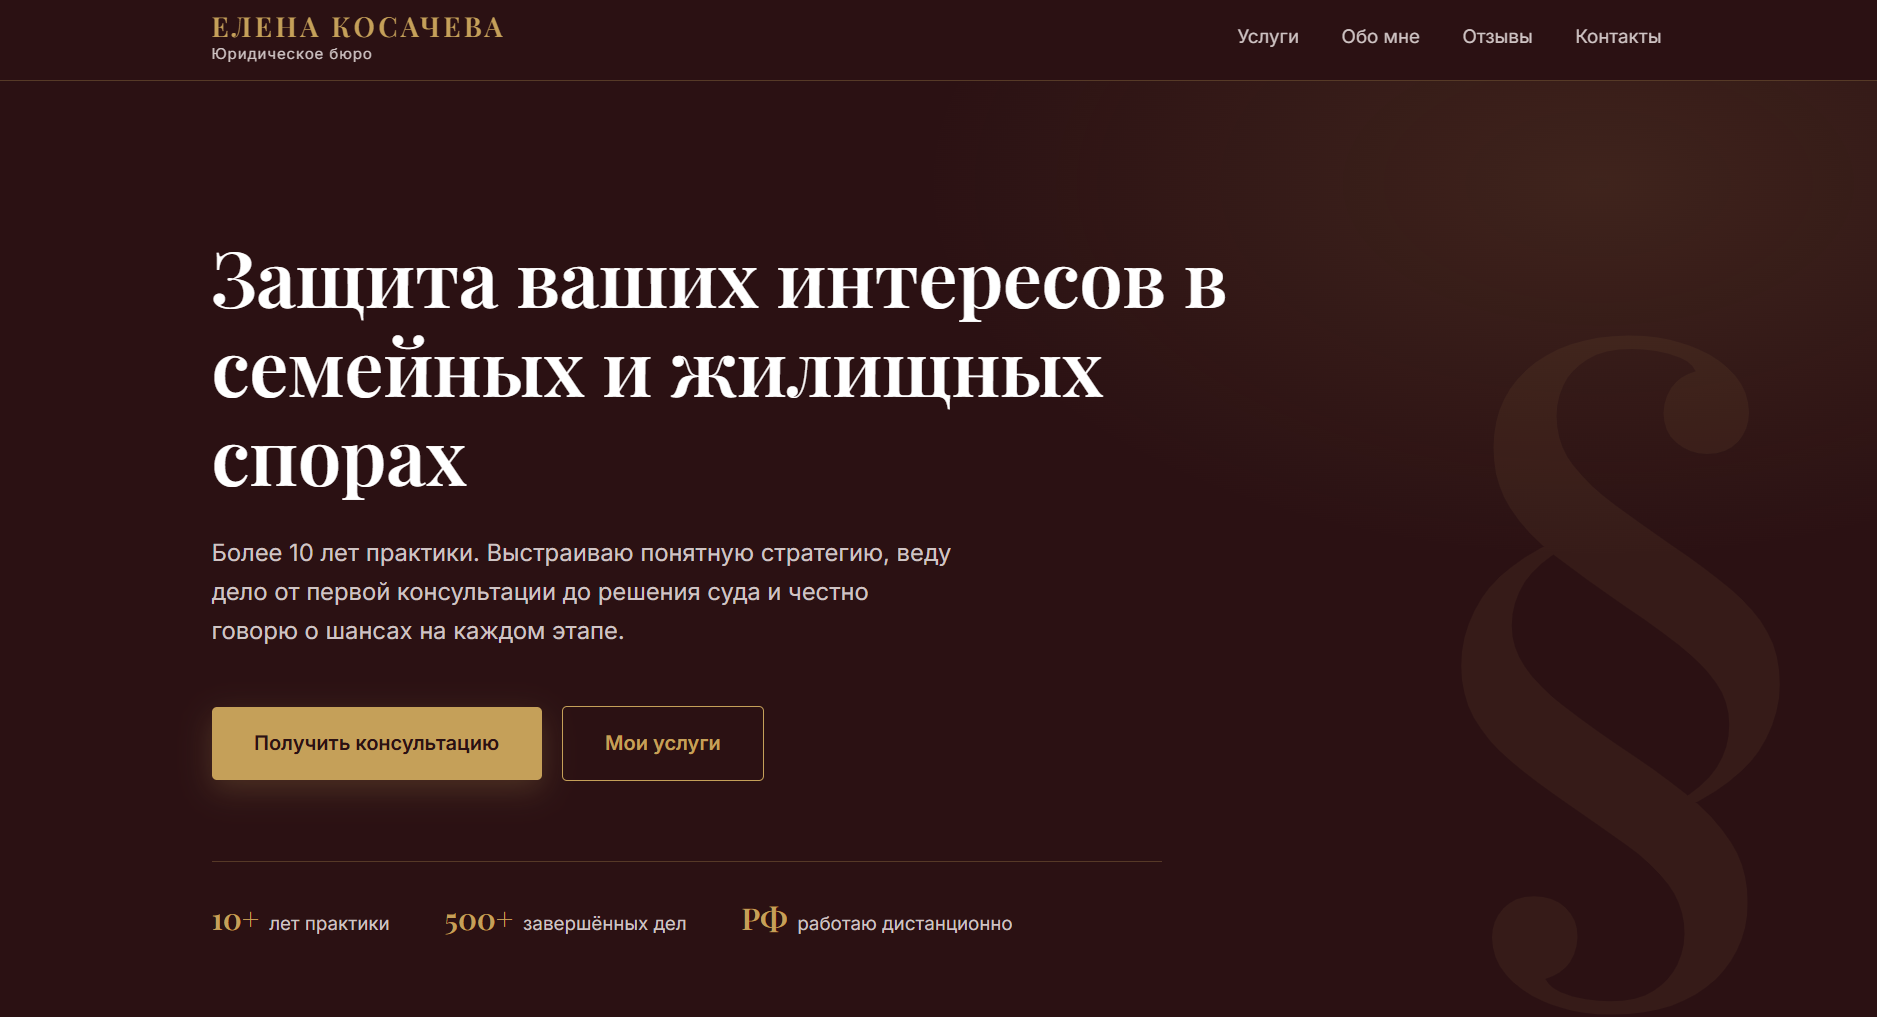 ЕЛЕНА КОСАЧЕВА
Юридическое бюро
Услуги Обо мне Отзывы Контакты
Защита ваших интересов в
семейных и жилищных
спорах
Более 10 лет практики. Выстраиваю понятную стратегию, веду
дело от первой консультации до решения суда и честно
говорю о шансах на каждом этапе.
Получить консультацию Мои услуги
10+ лет практики 500+ завершённых дел РФ работаю дистанционно
§